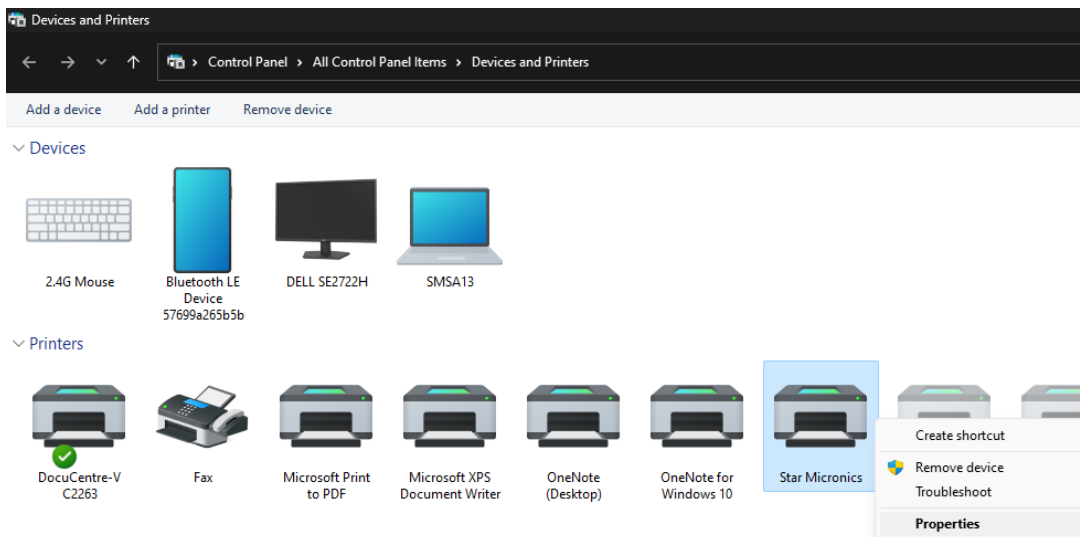 Devices and Printers
Control Panel > All Control Panel Items > Devices and Printers
Add a device Add a printer Remove device
Devices
2.4G Mouse
Bluetooth LE
Device
57699a265b5b
DELL SE2722H
SMSA13
Printers
DocuCentre-V
C2263
Fax
Microsoft Print
to PDF
Microsoft XPS
Document Writer
OneNote
(Desktop)
OneNote for
Windows 10
Star Micronics
Create shortcut
Remove device
Troubleshoot
Properties